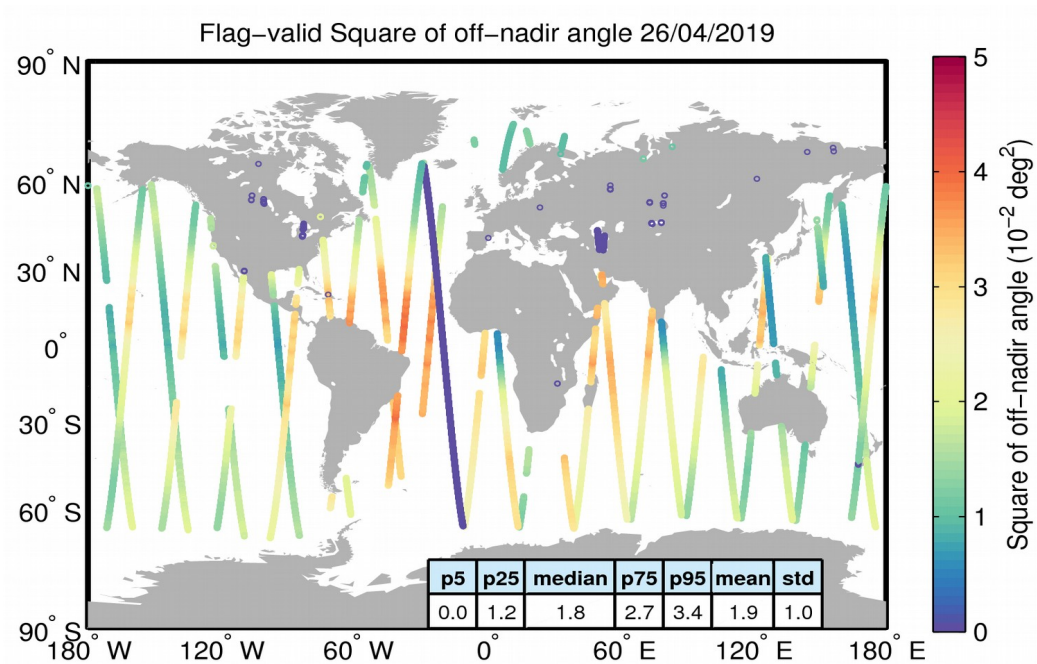 Flag−valid Square of off−nadir angle 26/04/2019
90° N
60° N
30° N
0°
30° S
60° S
90° S
180° W
120° W
60° W
0°
60° E
120° E
180° E
p5 p25 median p75 p95 mean std
0.0 1.2 1.8 2.7 3.4 1.9 1.0
5
4
3
2
1
0
Square of off−nadir angle (10⁻² deg²)